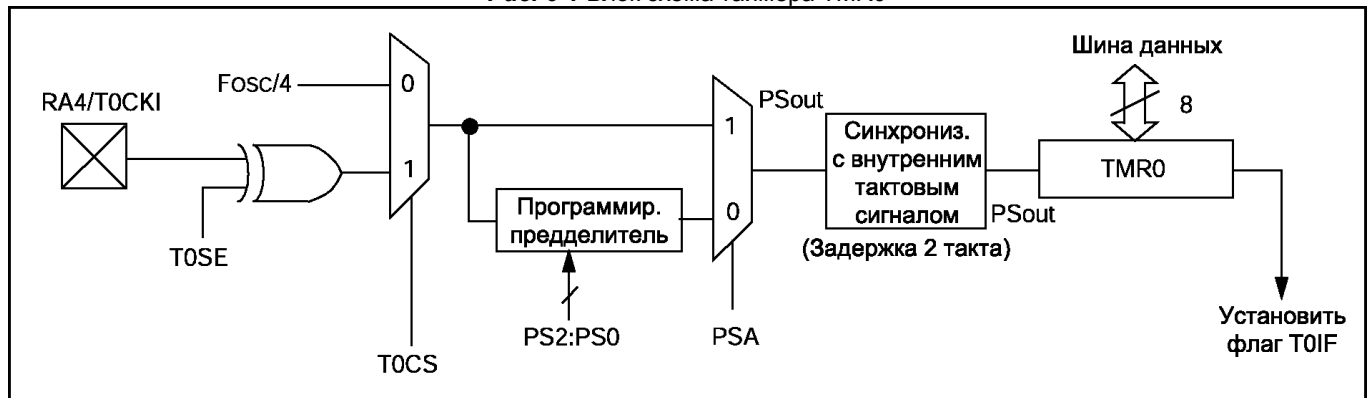 Шина данных
8
Fosc/4
0
RA4/T0CKI
PSout
1
Синхрониз.
с внутренним
тактовым
сигналом
TMR0
1
Программир.
предделитель
0
PSout
T0SE
(Задержка 2 такта)
PS2:PS0
PSA
T0CS
Установить
флаг T0IF